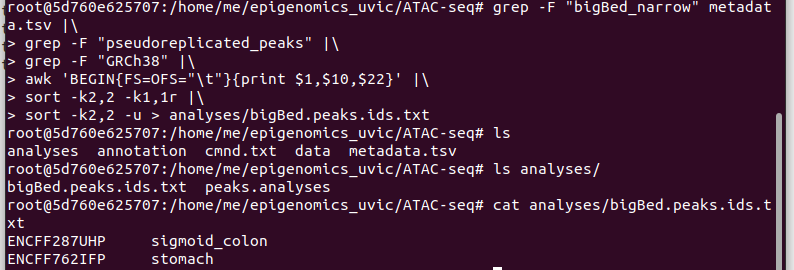 root@5d760e625707:/home/me/epigenomics_uvic/ATAC-seq# grep -F "bigBed_narrow" metadat
a.tsv |\
> grep -F "pseudoreplicated_peaks" |\
> grep -F "GRCh38" |\
> awk 'BEGIN{FS=OFS="\t"}{print $1,$10,$22}' |\
> sort -k2,2 -k1,1r |\
> sort -k2,2 -u > analyses/bigBed.peaks.ids.txt
root@5d760e625707:/home/me/epigenomics_uvic/ATAC-seq# ls
analyses  annotation  cmnd.txt  data  metadata.tsv
root@5d760e625707:/home/me/epigenomics_uvic/ATAC-seq# ls analyses/
bigBed.peaks.ids.txt  peaks.analyses
root@5d760e625707:/home/me/epigenomics_uvic/ATAC-seq# cat analyses/bigBed.peaks.ids.t
xt
ENCFF287UHP     sigmoid_colon
ENCFF762IFP     stomach